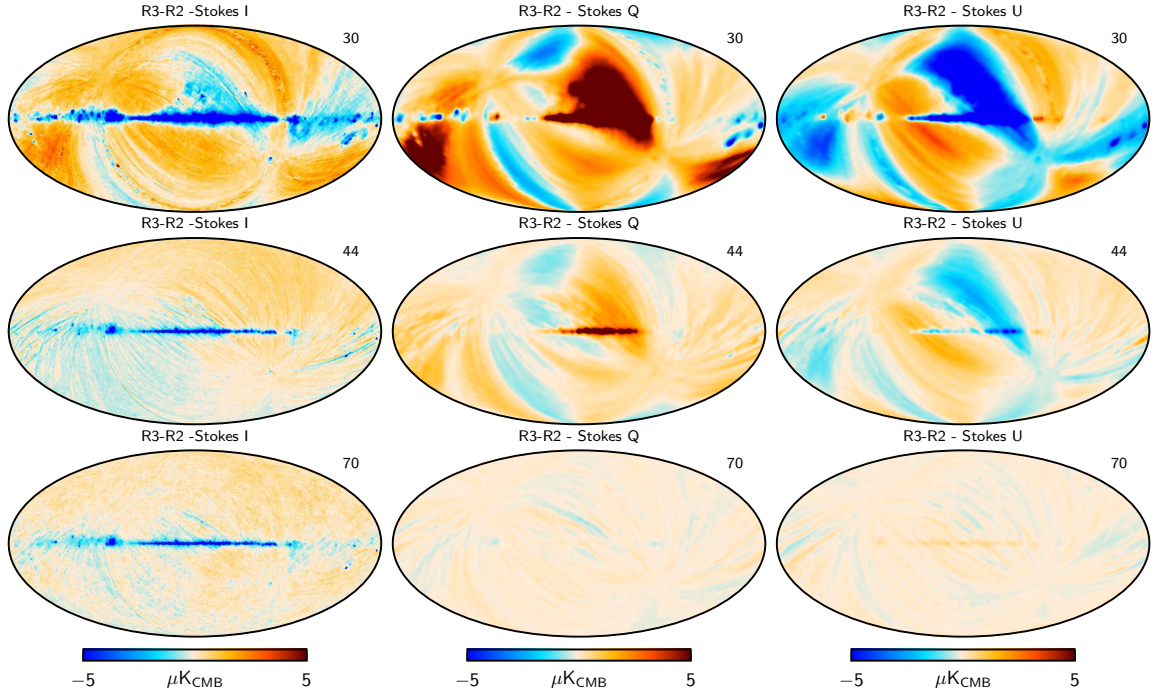 R3-R2 -Stokes I R3-R2 - Stokes Q R3-R2 - Stokes U
30 30 30
R3-R2 -Stokes I R3-R2 - Stokes Q R3-R2 - Stokes U
44 44 44
R3-R2 -Stokes I R3-R2 - Stokes Q R3-R2 - Stokes U
70 70 70
−5 μK_CMB 5 −5 μK_CMB 5 −5 μK_CMB 5